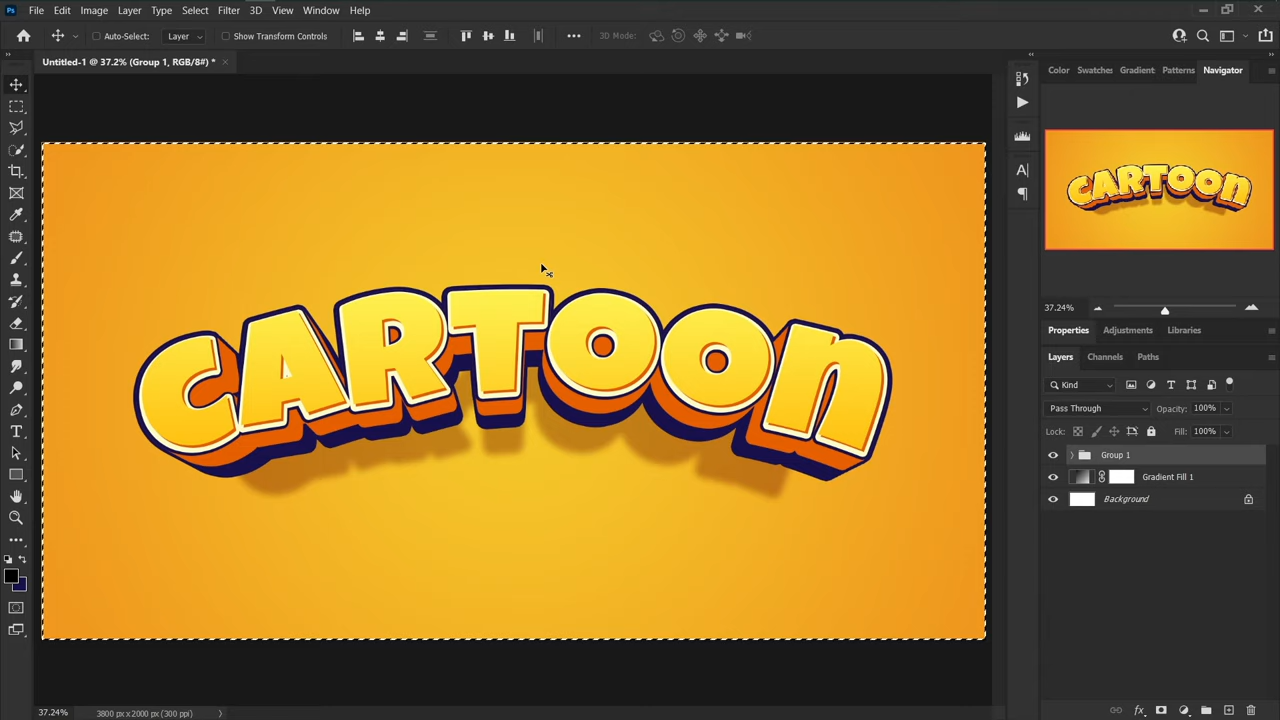 Ps File Edit Image Layer Type Select Filter 3D View Window Help
Auto-Select: Layer Show Transform Controls 3D Mode:
Untitled-1 @ 37.2% (Group 1, RGB/8#) *
Color Swatches Gradient Patterns Navigator
CARTOON
CARTOON
37.24%
Properties Adjustments Libraries
Layers Channels Paths
Kind
Pass Through Opacity: 100%
Lock: Fill: 100%
Group 1
Gradient Fill 1
Background
fx
37.24% 3800 px x 2000 px (300 ppi)